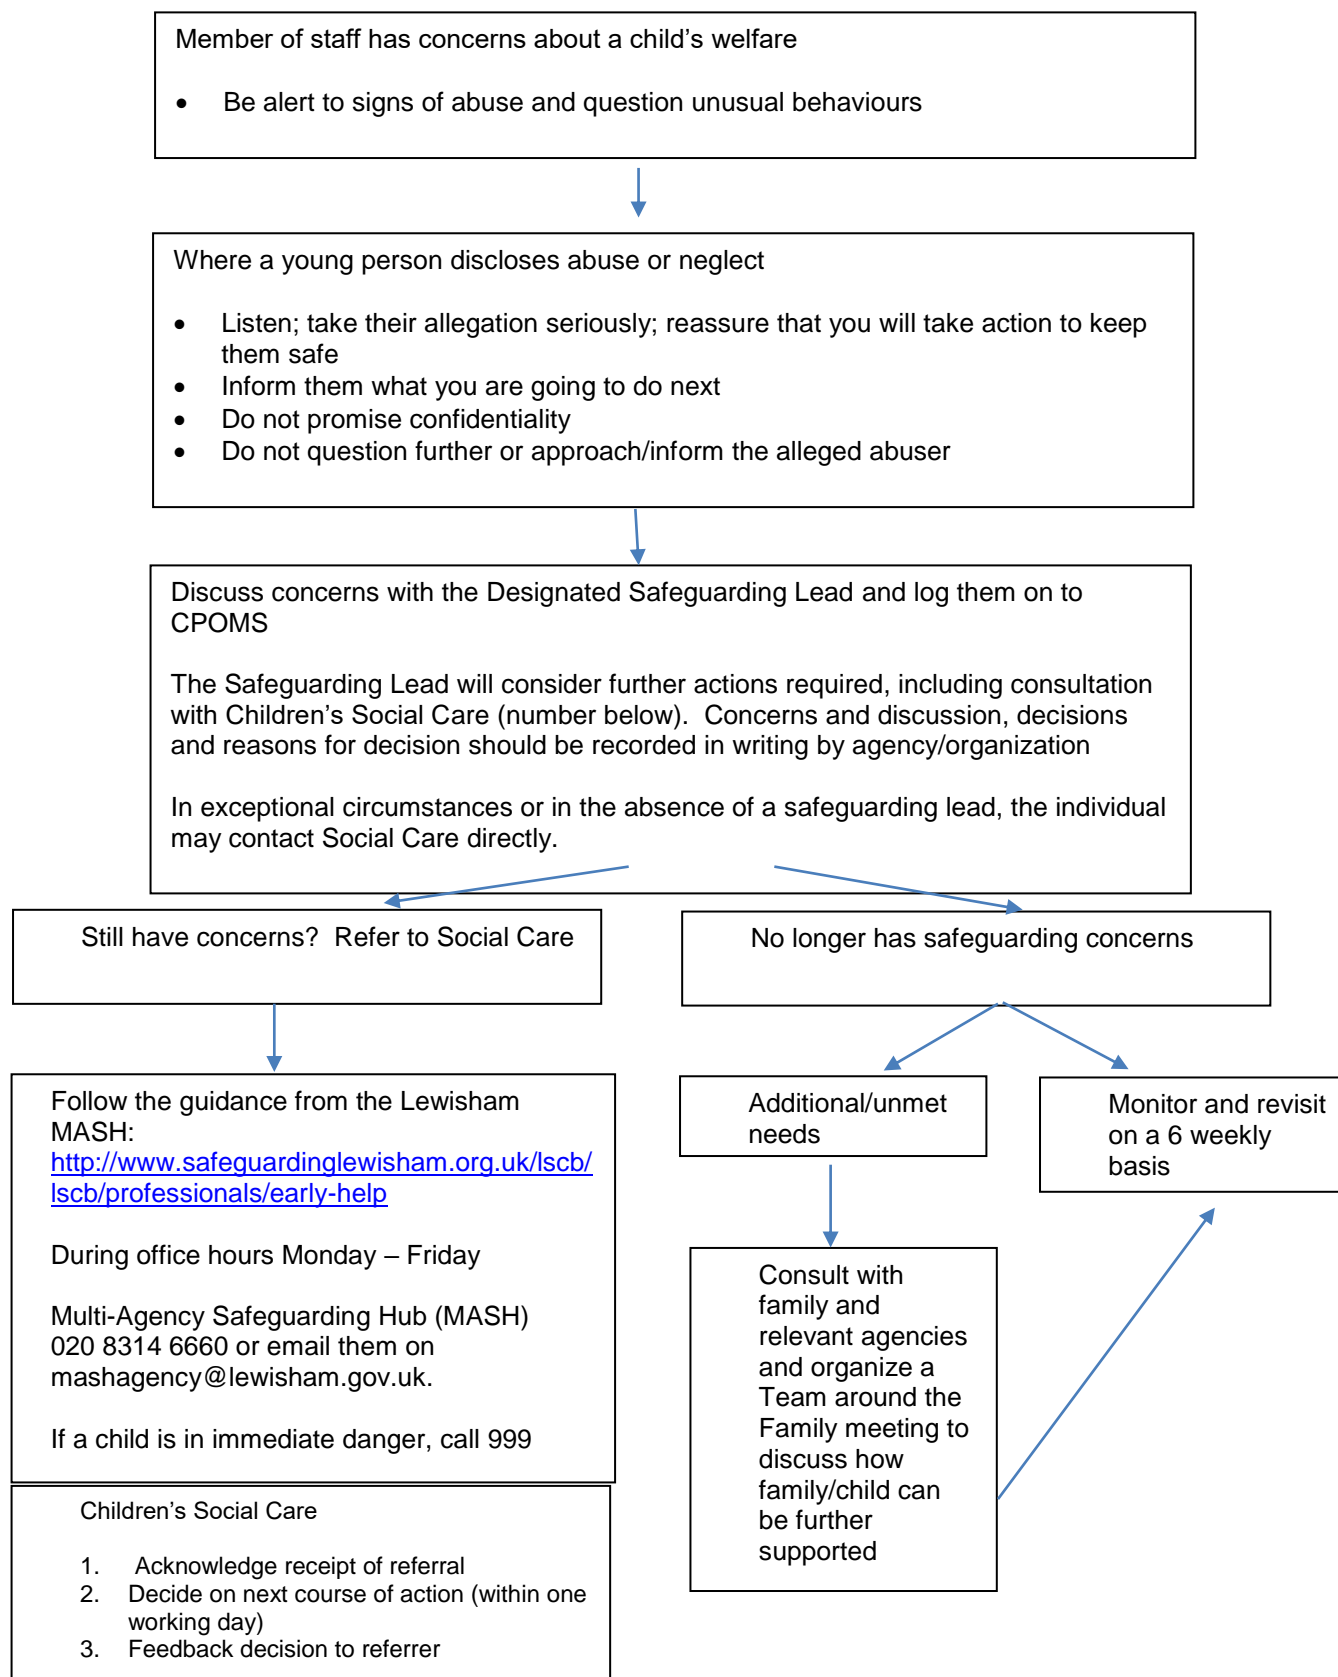 Member of staff has concerns about a child’s welfare
• Be alert to signs of abuse and question unusual behaviours
Where a young person discloses abuse or neglect
• Listen; take their allegation seriously; reassure that you will take action to keep
them safe
• Inform them what you are going to do next
• Do not promise confidentiality
• Do not question further or approach/inform the alleged abuser
Discuss concerns with the Designated Safeguarding Lead and log them on to
CPOMS
The Safeguarding Lead will consider further actions required, including consultation
with Children’s Social Care (number below).  Concerns and discussion, decisions
and reasons for decision should be recorded in writing by agency/organization
In exceptional circumstances or in the absence of a safeguarding lead, the individual
may contact Social Care directly.
Still have concerns?  Refer to Social Care
No longer has safeguarding concerns
Follow the guidance from the Lewisham
MASH:
http://www.safeguardinglewisham.org.uk/lscb/
lscb/professionals/early-help
During office hours Monday – Friday
Multi-Agency Safeguarding Hub (MASH)
020 8314 6660 or email them on
mashagency@lewisham.gov.uk.
If a child is in immediate danger, call 999
Children’s Social Care
1. Acknowledge receipt of referral
2. Decide on next course of action (within one
working day)
3. Feedback decision to referrer
Additional/unmet
needs
Monitor and revisit
on a 6 weekly
basis
Consult with
family and
relevant agencies
and organize a
Team around the
Family meeting to
discuss how
family/child can
be further
supported